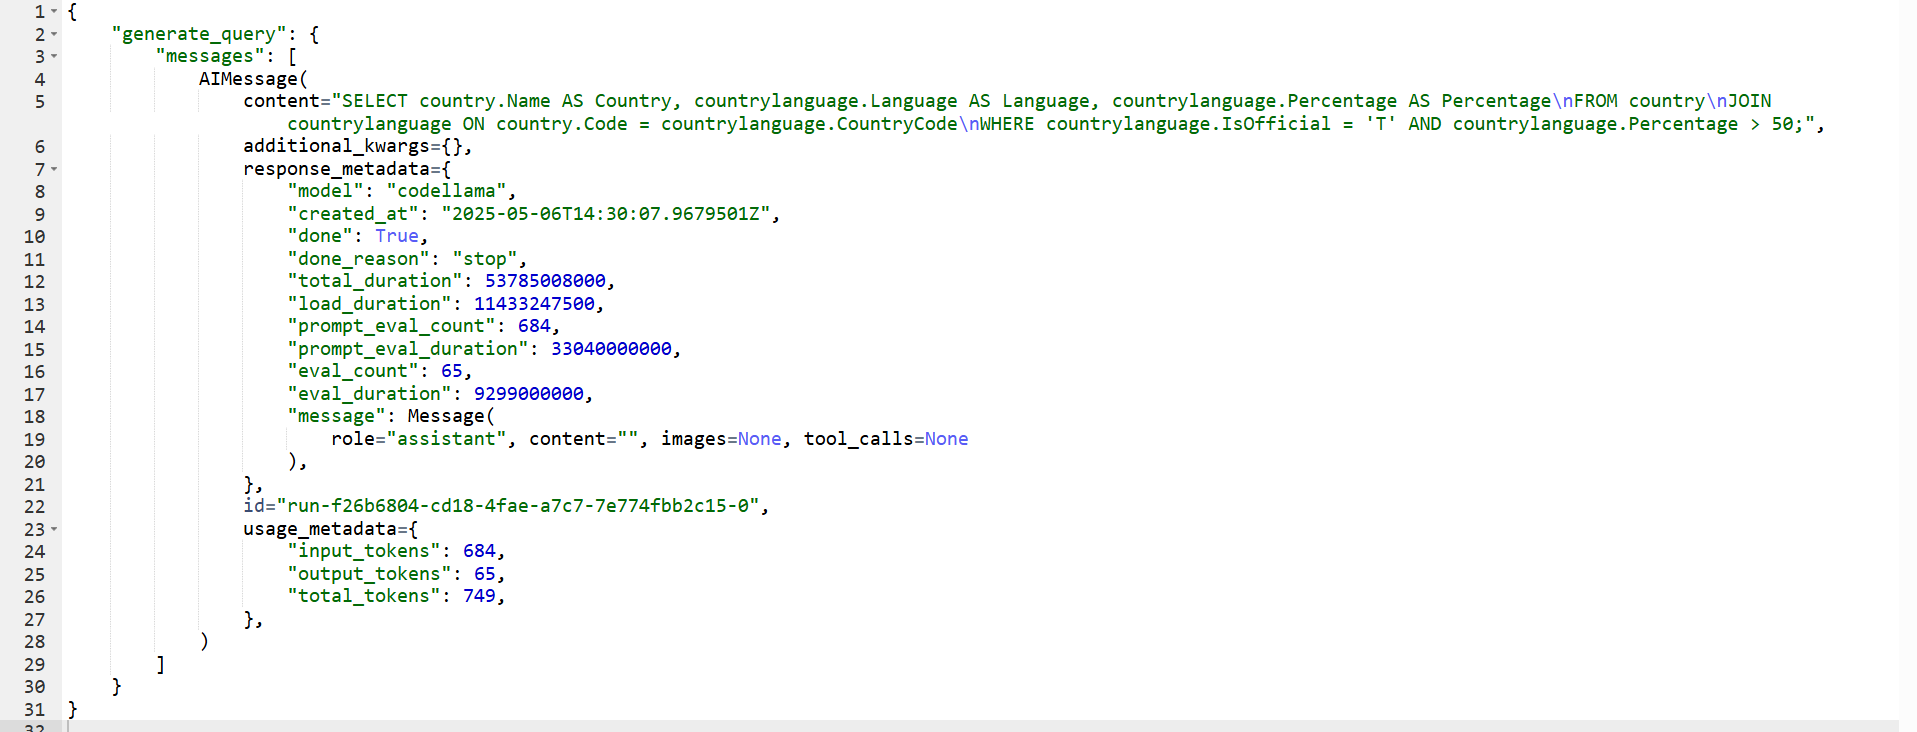 1 {
2 "generate_query": {
3 "messages": [
4 AIMessage(
5 content="SELECT country.Name AS Country, countrylanguage.Language AS Language, countrylanguage.Percentage AS Percentage\nFROM country\nJOIN
countrylanguage ON country.Code = countrylanguage.CountryCode\nWHERE countrylanguage.IsOfficial = 'T' AND countrylanguage.Percentage > 50;",
6 additional_kwargs={},
7 response_metadata={
8 "model": "codellama",
9 "created_at": "2025-05-06T14:30:07.9679501Z",
10 "done": True,
11 "done_reason": "stop",
12 "total_duration": 53785008000,
13 "load_duration": 11433247500,
14 "prompt_eval_count": 684,
15 "prompt_eval_duration": 33040000000,
16 "eval_count": 65,
17 "eval_duration": 9299000000,
18 "message": Message(
19 role="assistant", content="", images=None, tool_calls=None
20 ),
21 },
22 id="run-f26b6804-cd18-4fae-a7c7-7e774fbb2c15-0",
23 usage_metadata={
24 "input_tokens": 684,
25 "output_tokens": 65,
26 "total_tokens": 749,
27 },
28 )
29 ]
30 }
31 }
32